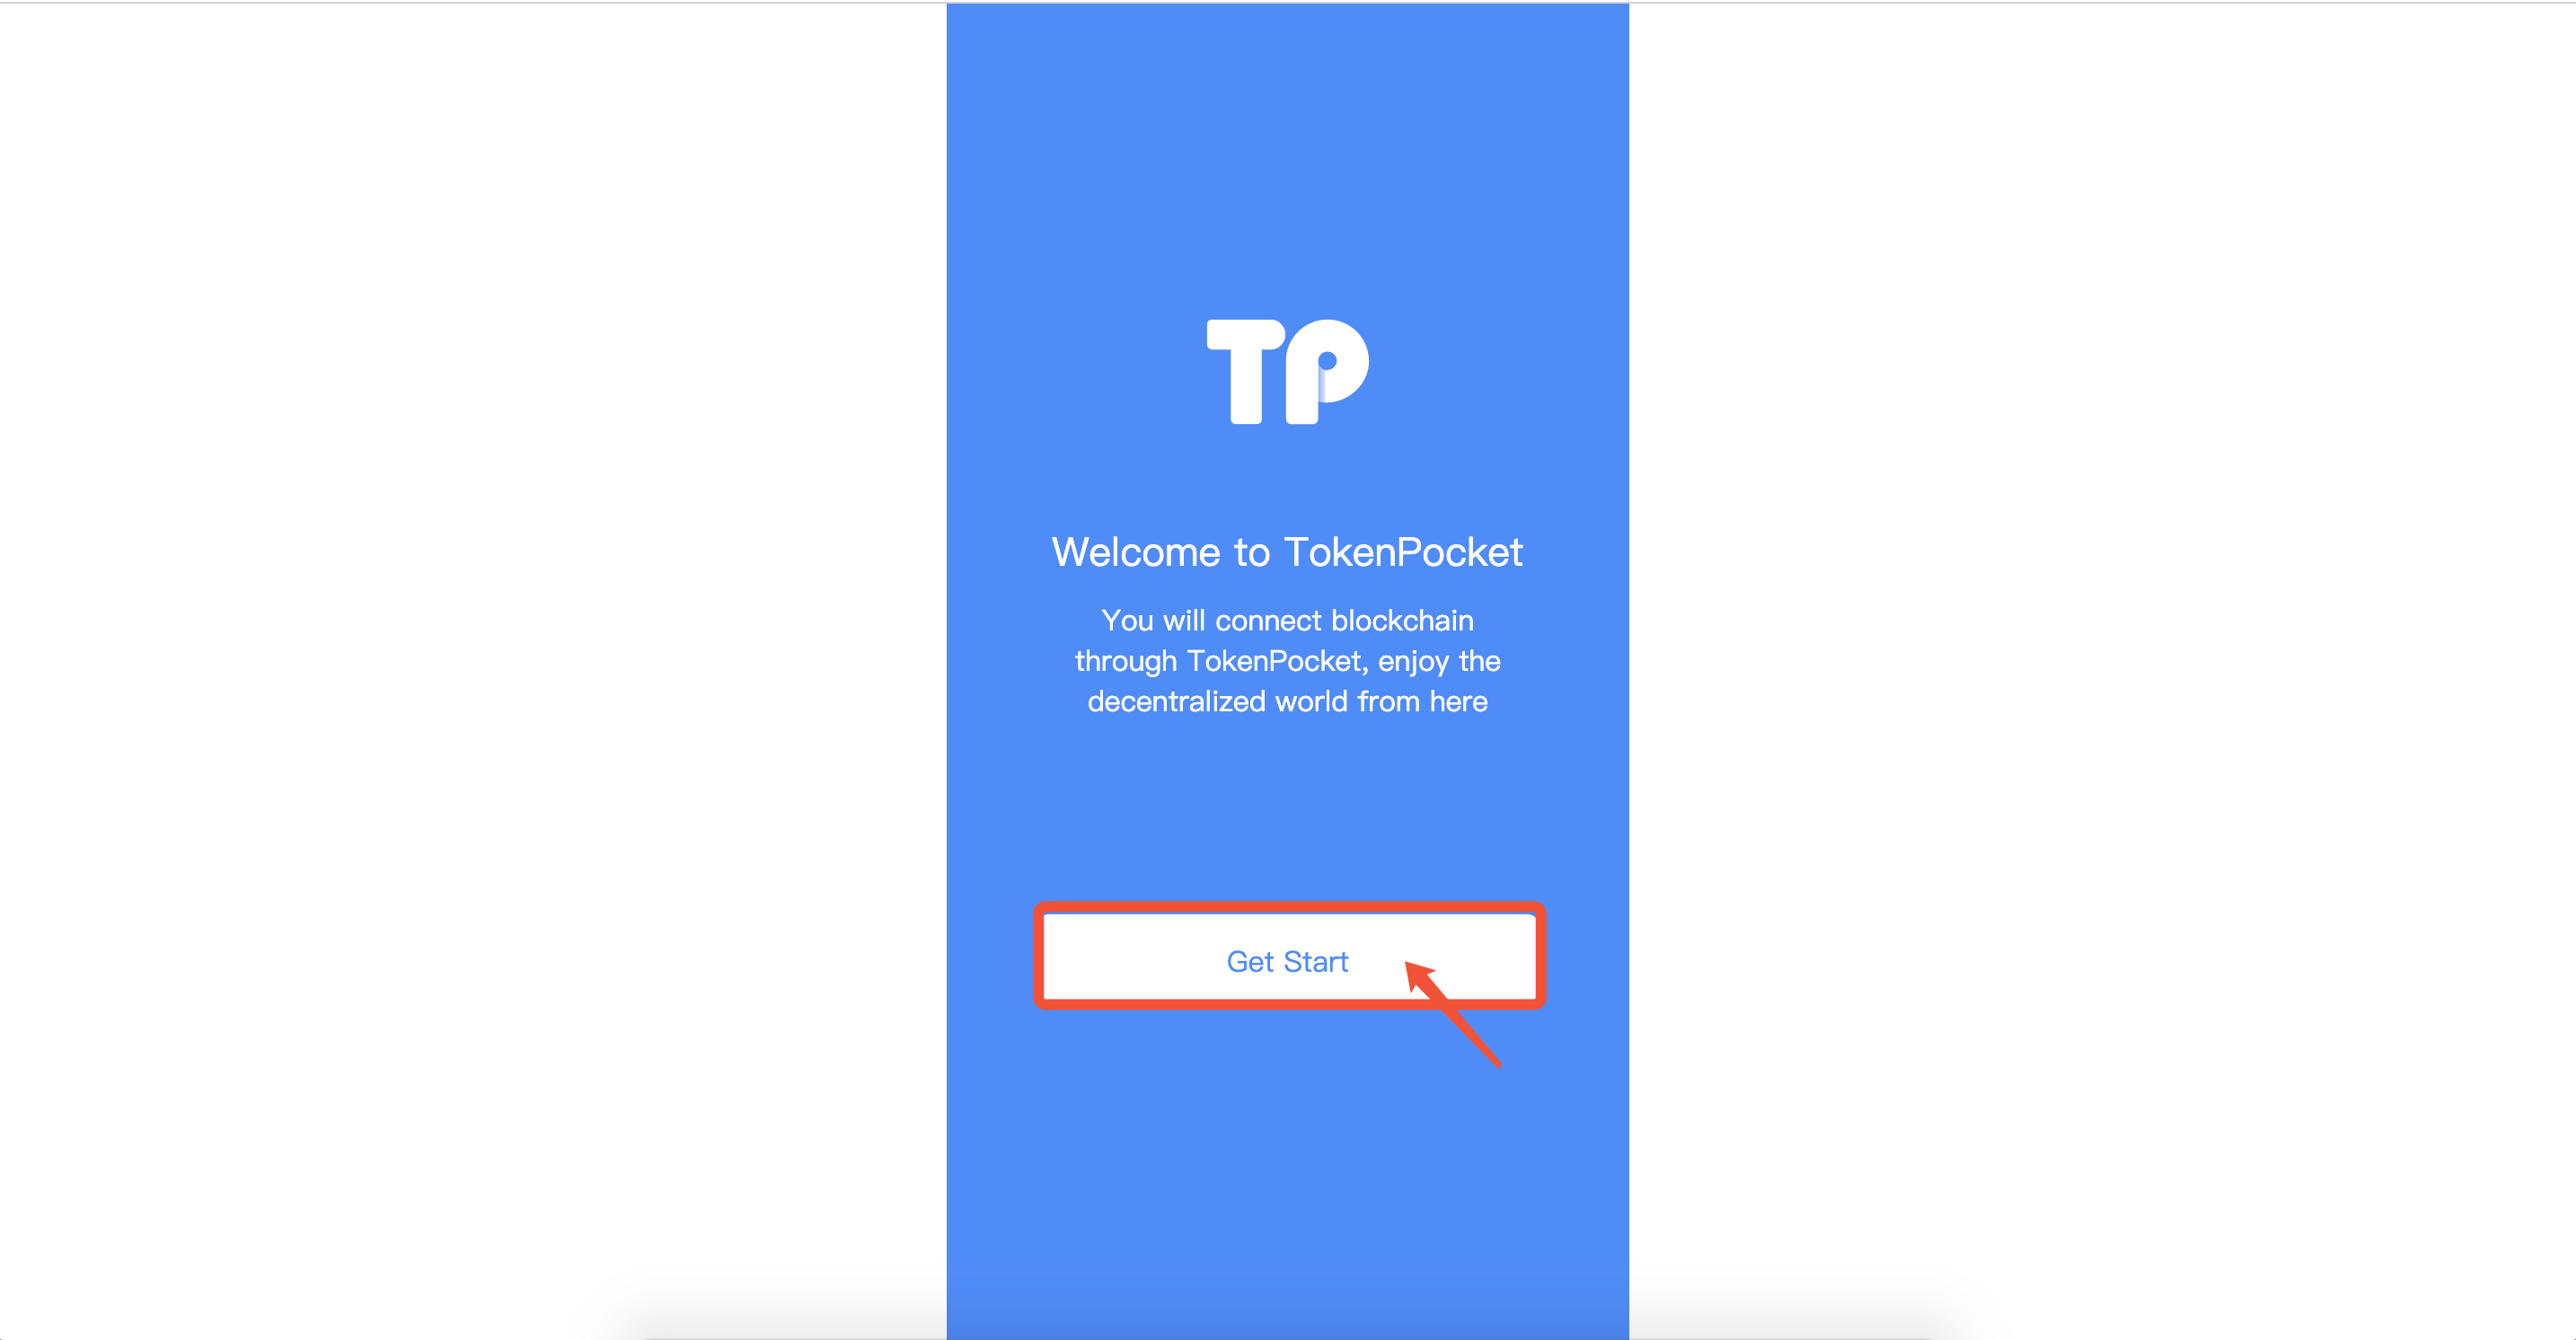 TP
Welcome to TokenPocket
You will connect blockchain
through TokenPocket, enjoy the
decentralized world from here
Get Start